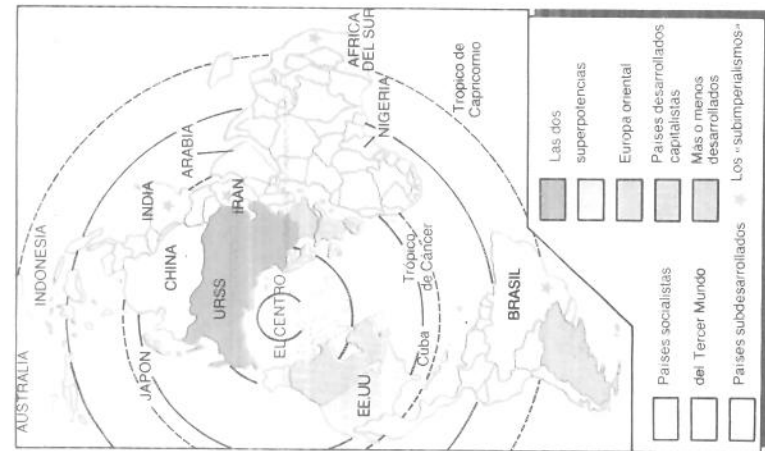 AUSTRALIA
INDONESIA
JAPON
INDIA
CHINA
ARABIA
URSS
IRAN
EL CENTRO
AFRICA
DEL SUR
EE.UU
NIGERIA
Trópico
de Cáncer
Cuba
Tropico de
Capricornio
BRASIL
Países socialistas
del Tercer Mundo
Países subdesarrollados
Las dos
superpotencias
Europa oriental
Países desarrollados
capitalistas
Más o menos
desarrollados
Los «subimperialismos»